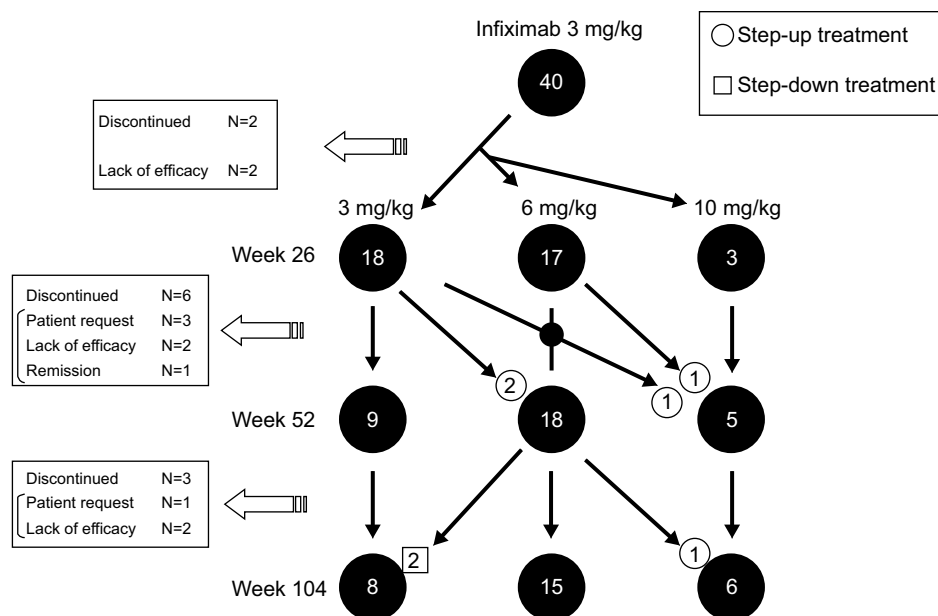 Infiximab 3 mg/kg
Step-up treatment
Step-down treatment
40
Discontinued N=2
Lack of efficacy N=2
3 mg/kg 6 mg/kg 10 mg/kg
Week 26 18 17 3
Discontinued N=6
Patient request N=3
Lack of efficacy N=2
Remission N=1
2 1 1
Week 52 9 18 5
Discontinued N=3
Patient request N=1
Lack of efficacy N=2
2 1
Week 104 8 15 6